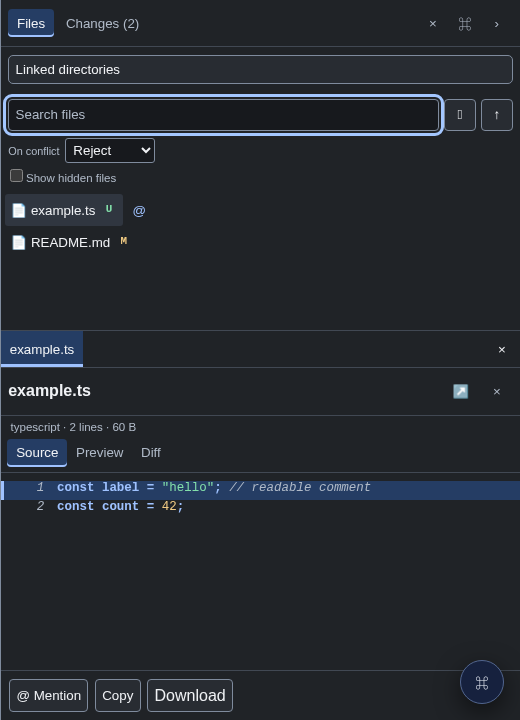 Files Changes (2) × ⌘ ›
Linked directories
Search files ↑
On conflict Reject
Show hidden files
example.ts U @
README.md M
example.ts ×
example.ts ↗ ×
typescript · 2 lines · 60 B
Source Preview Diff
1 const label = "hello"; // readable comment
2 const count = 42;
⌘
@ Mention Copy Download